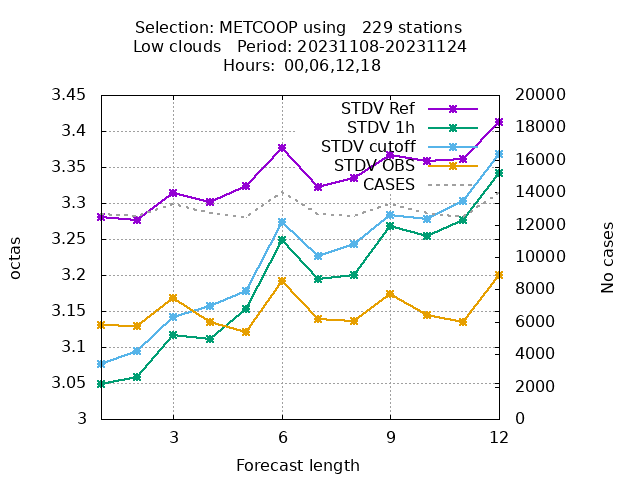 Selection: METCOOP using   229 stations
Low clouds   Period: 20231108-20231124
Hours:  00,06,12,18
STDV Ref
STDV 1h
STDV cutoff
STDV OBS
CASES
3.45
3.4
3.35
3.3
3.25
3.2
3.15
3.1
3.05
3
20000
18000
16000
14000
12000
10000
8000
6000
4000
2000
0
octas
No cases
3
6
9
12
Forecast length